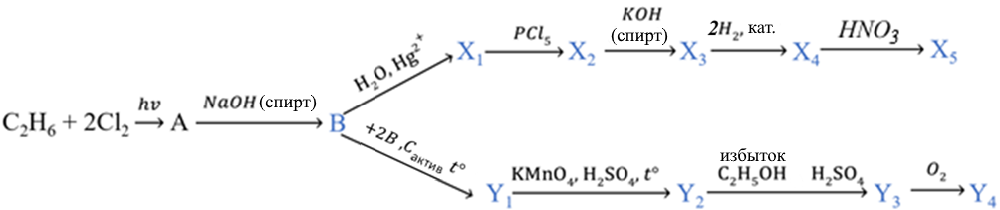 H₂O, Hg²⁺ X₁ PCl₅ X₂ KOH (спирт) X₃ 2H₂, кат. X₄ HNO₃ X₅
C₂H₆ + 2Cl₂ hν A NaOH (спирт) B
+2B ,Cактив t° Y₁ KMnO₄, H₂SO₄, t° Y₂ избыток C₂H₅OH H₂SO₄ Y₃ O₂ Y₄